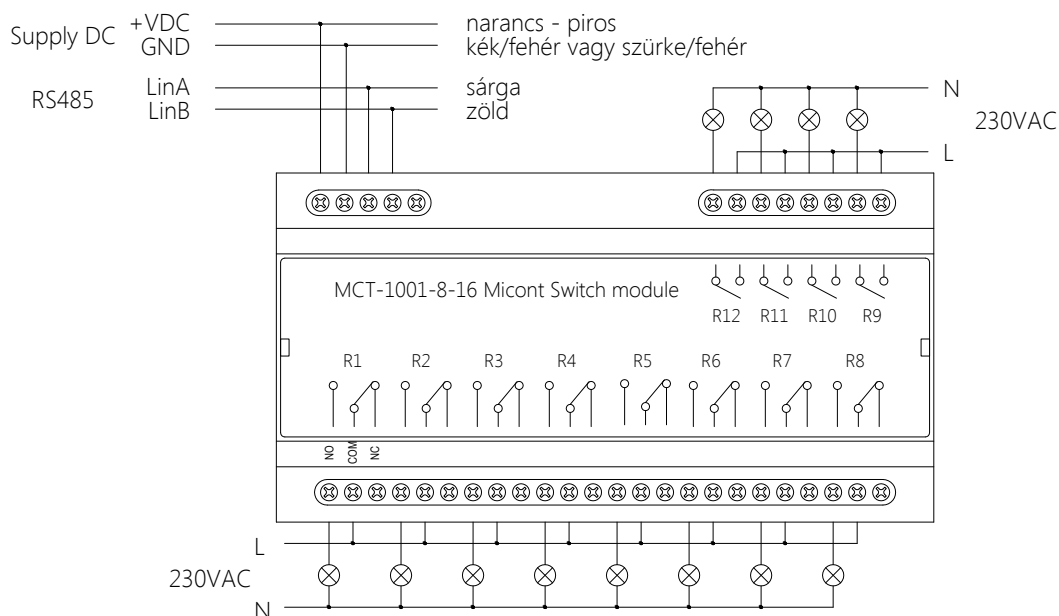 Supply DC
+VDC
narancs - piros
GND
kék/fehér vagy szürke/fehér
RS485
LinA
sárga
LinB
zöld
N
230VAC
L
MCT-1001-8-16 Micont Switch module
R12 R11 R10 R9
R1 R2 R3 R4 R5 R6 R7 R8
NO
COM
NC
L
230VAC
N